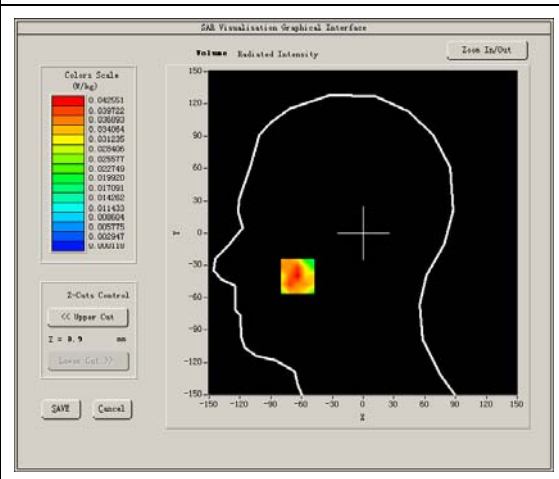 SAR Visualisation Graphical Interface
Volume Radiated Intensity
Zoom In/Out
Colors Scale
(W/kg)
0.042551
0.039722
0.036893
0.034064
0.031235
0.028406
0.025577
0.022749
0.019920
0.017091
0.014262
0.011433
0.008604
0.005775
0.002947
0.000118
150
120
90
60
30
0
-30
-60
-90
-120
-150
Y
-150 -120 -90 -60 -30 0 30 60 90 120 150
X
Z-Cuts Control
<< Upper Cut
Z = 8.9 mm
Lower Cut >>
SAVE Cancel